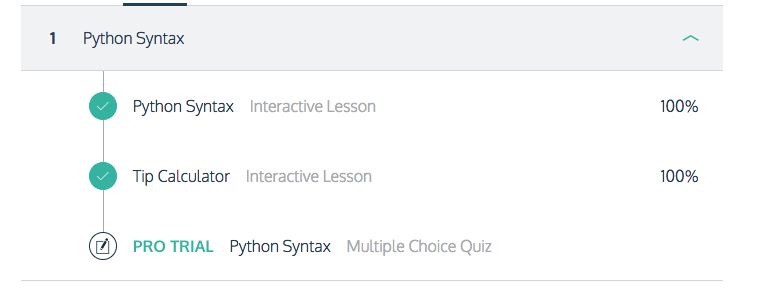 1 Python Syntax
Python Syntax Interactive Lesson 100%
Tip Calculator Interactive Lesson 100%
PRO TRIAL Python Syntax Multiple Choice Quiz